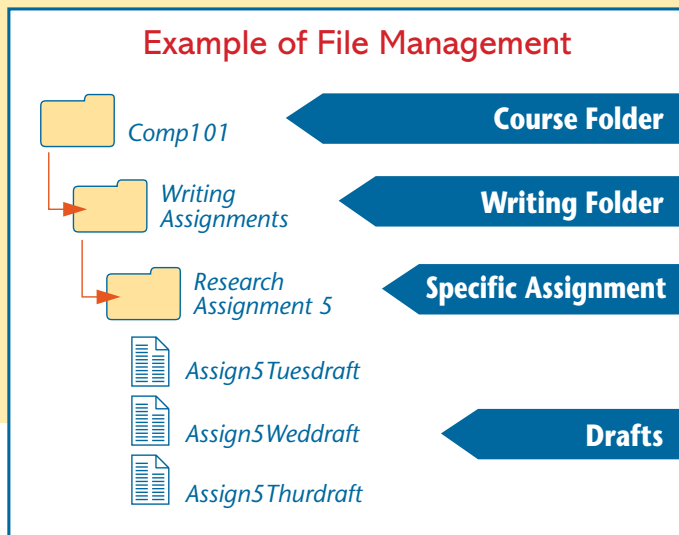 Example of File Management
Comp101
Course Folder
Writing
Assignments
Writing Folder
Research
Assignment 5
Specific Assignment
Assign5Tuesdraft
Assign5Weddraft
Drafts
Assign5Thurdraft